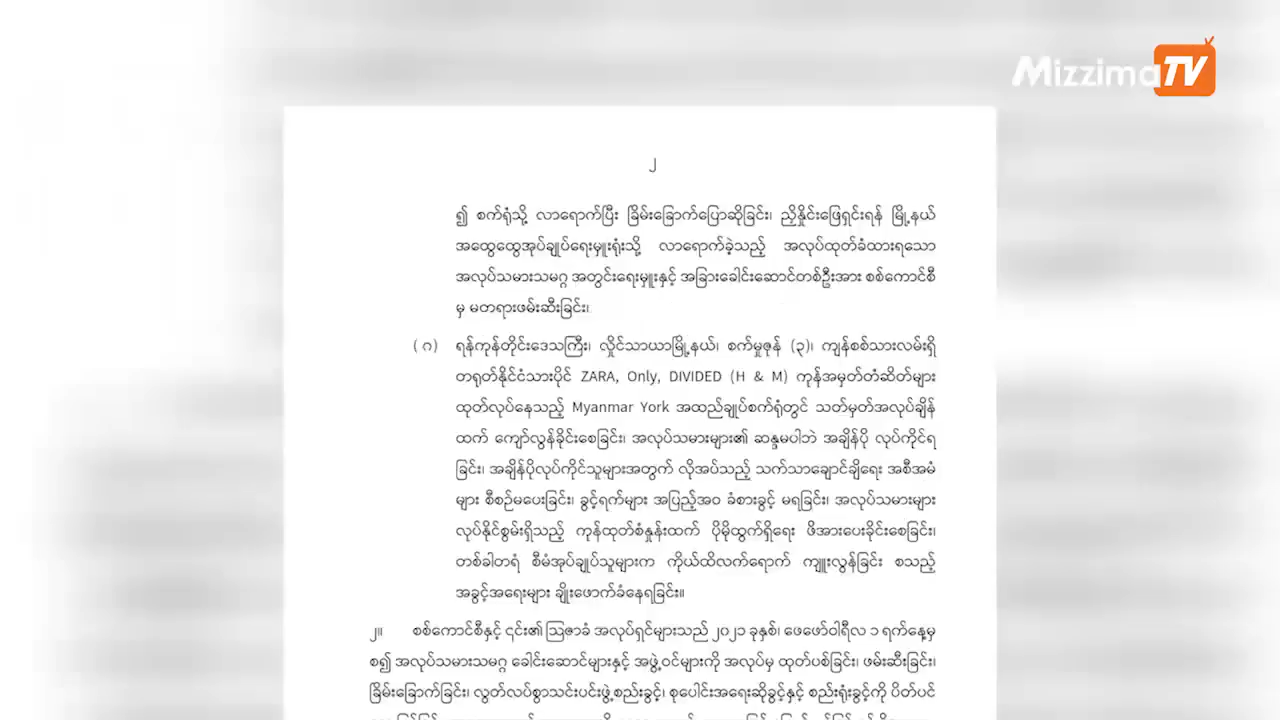 Mizzima TV
၂
၍ စက်ရုံသို့ လာရောက်ပြီး ခြိမ်းခြောက်ပြောဆိုခြင်း၊ ညှိနှိုင်းဖြေရှင်းရန် မြို့နယ်
အထွေထွေအုပ်ချုပ်ရေးမှူးရုံးသို့ လာရောက်ခဲ့သည့် အလုပ်ထုတ်ခံထားရသော
အလုပ်သမားသမဂ္ဂ အတွင်းရေးမှူးနှင့် အခြားခေါင်းဆောင်တစ်ဦးအား စစ်ကောင်စီ
မှ မတရားဖမ်းဆီးခြင်း၊
(ဂ) ရန်ကုန်တိုင်းဒေသကြီး၊ လှိုင်သာယာမြို့နယ်၊ စက်မှုဇုန် (၃)၊ ကျန်စစ်သားလမ်းရှိ
တရုတ်နိုင်ငံသားပိုင် ZARA, Only, DIVIDED (H & M) ကုန်အမှတ်တံဆိတ်များ
ထုတ်လုပ်နေသည့် Myanmar York အထည်ချုပ်စက်ရုံတွင် သတ်မှတ်အလုပ်ချိန်
ထက် ကျော်လွန်ခိုင်းစေခြင်း၊ အလုပ်သမားများ၏ ဆန္ဒမပါဘဲ အချိန်ပို လုပ်ကိုင်ရ
ခြင်း၊ အချိန်ပိုလုပ်ကိုင်သူများအတွက် လိုအပ်သည့် သက်သာချောင်ချိရေး အစီအမံ
များ စီစဉ်မပေးခြင်း၊ ခွင့်ရက်များ အပြည့်အဝ ခံစားခွင့် မရခြင်း၊ အလုပ်သမားများ
လုပ်နိုင်စွမ်းရှိသည့် ကုန်ထုတ်စံနှုန်းထက် ပိုမိုထွက်ရှိရေး ဖိအားပေးခိုင်းစေခြင်း၊
တစ်ခါတရံ စီမံအုပ်ချုပ်သူများက ကိုယ်ထိလက်ရောက် ကျူးလွန်ခြင်း စသည့်
အခွင့်အရေးများ ချိုးဖောက်ခံနေရခြင်း။
၂။ စစ်ကောင်စီနှင့် ၎င်း၏ ဩဇာခံ အလုပ်ရှင်များသည် ၂၀၂၁ ခုနှစ်၊ ဖေဖော်ဝါရီလ ၁ ရက်နေ့မှ
စ၍ အလုပ်သမားသမဂ္ဂ ခေါင်းဆောင်များနှင့် အဖွဲ့ဝင်များကို အလုပ်မှ ထုတ်ပစ်ခြင်း၊ ဖမ်းဆီးခြင်း၊
ခြိမ်းခြောက်ခြင်း၊ လွတ်လပ်စွာသင်းပင်းဖွဲ့စည်းခွင့်၊ စုပေါင်းအရေးဆိုခွင့်နှင့် စည်းရုံးခွင့်ကို ပိတ်ပင်